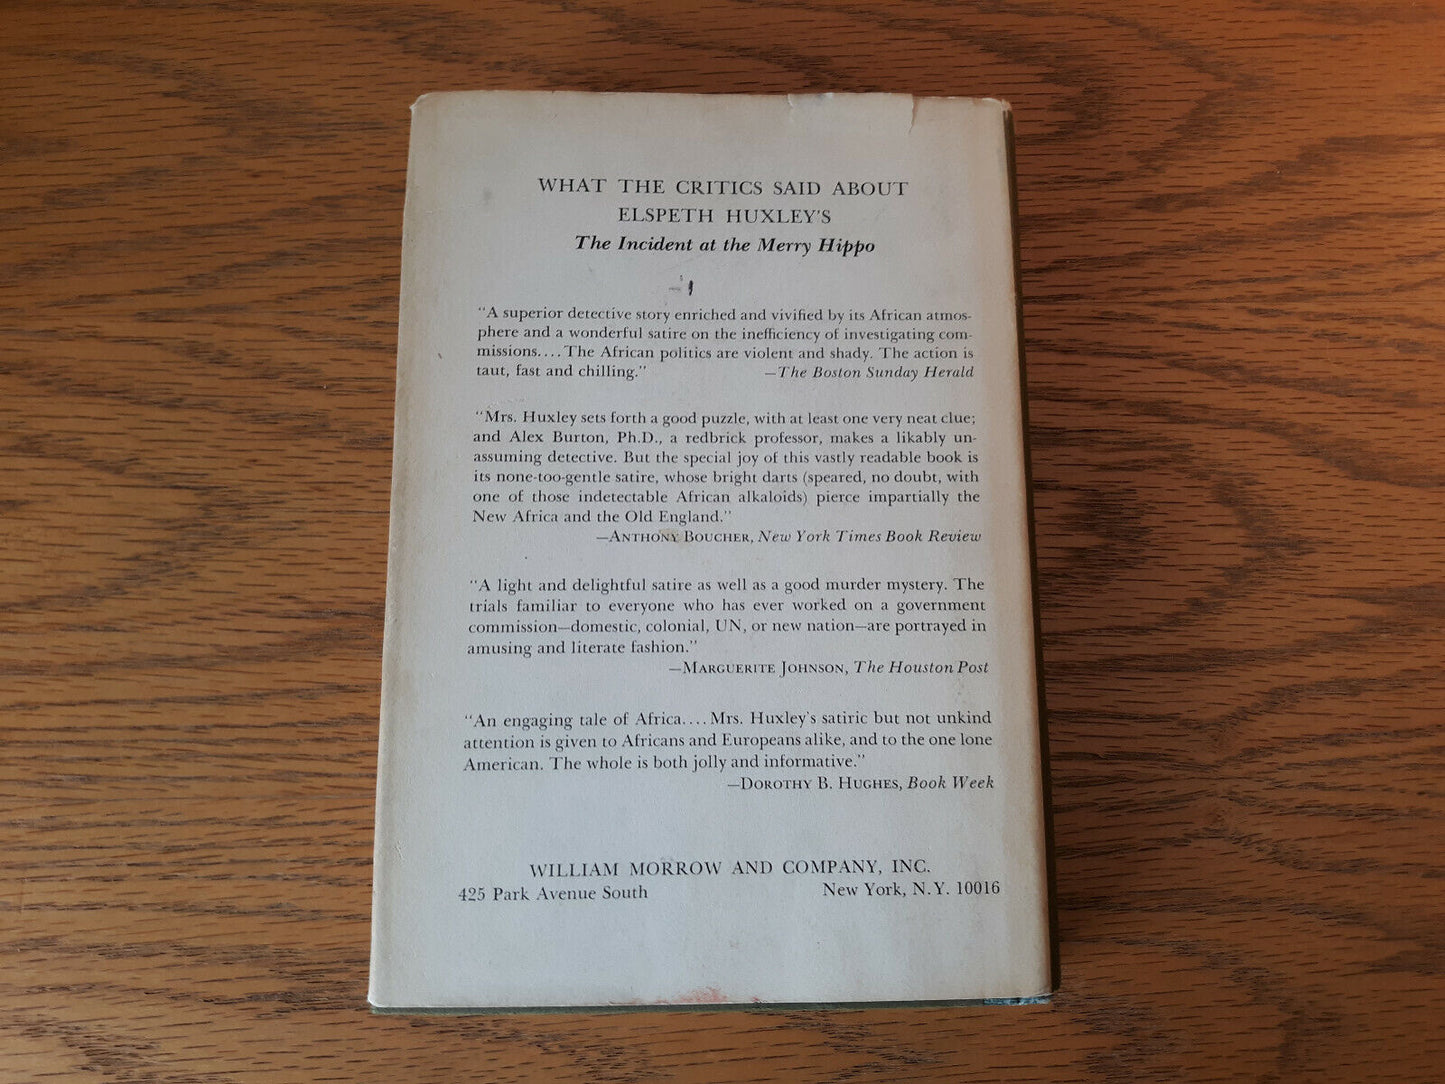 WHAT THE CRITICS SAID ABOUT
ELSPETH HUXLEY'S
The Incident at the Merry Hippo
"A superior detective story enriched and vivified by its African atmos-
phere and a wonderful satire on the inefficiency of investigating com-
missions.... The African politics are violent and shady. The action is
taut, fast and chilling." —The Boston Sunday Herald
"Mrs. Huxley sets forth a good puzzle, with at least one very neat clue;
and Alex Burton, Ph.D., a redbrick professor, makes a likably un-
assuming detective. But the special joy of this vastly readable book is
its none-too-gentle satire, whose bright darts (speared, no doubt, with
one of those indetectable African alkaloids) pierce impartially the
New Africa and the Old England."
—ANTHONY BOUCHER, New York Times Book Review
"A light and delightful satire as well as a good murder mystery. The
trials familiar to everyone who has ever worked on a government
commission—domestic, colonial, UN, or new nation—are portrayed in
amusing and literate fashion."
—MARGUERITE JOHNSON, The Houston Post
"An engaging tale of Africa.... Mrs. Huxley's satiric but not unkind
attention is given to Africans and Europeans alike, and to the one lone
American. The whole is both jolly and informative."
—DOROTHY B. HUGHES, Book Week
WILLIAM MORROW AND COMPANY, INC.
425 Park Avenue South New York, N.Y. 10016